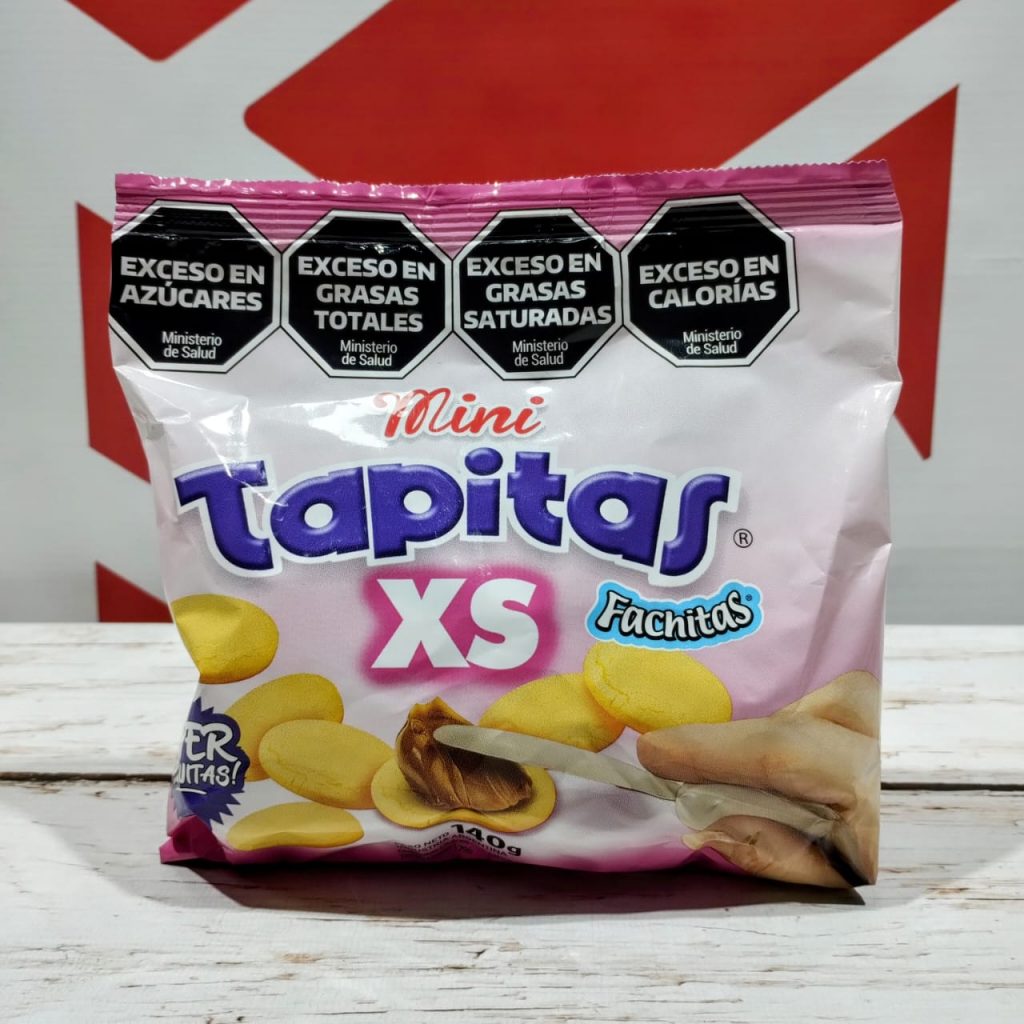 EXCESO EN
AZÚCARES
Ministerio
de Salud
EXCESO EN
GRASAS
TOTALES
Ministerio
de Salud
EXCESO EN
GRASAS
SATURADAS
Ministerio
de Salud
EXCESO EN
CALORÍAS
Ministerio
de Salud
Mini
Tapitas ®
XS
Fachitas
140g